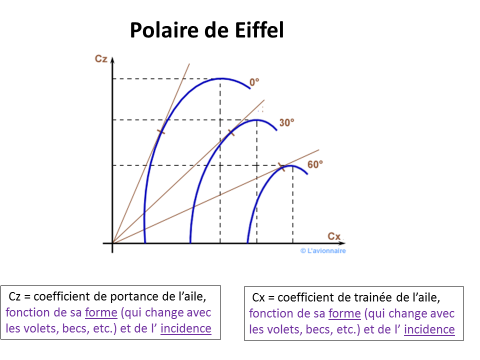 Polaire de Eiffel
Cz
0°
30°
60°
Cx
© L'avionnaire
Cz = coefficient de portance de l'aile,
fonction de sa forme (qui change avec
les volets, becs, etc.) et de l' incidence
Cx = coefficient de trainée de l'aile,
fonction de sa forme (qui change avec
les volets, becs, etc.) et de l' incidence